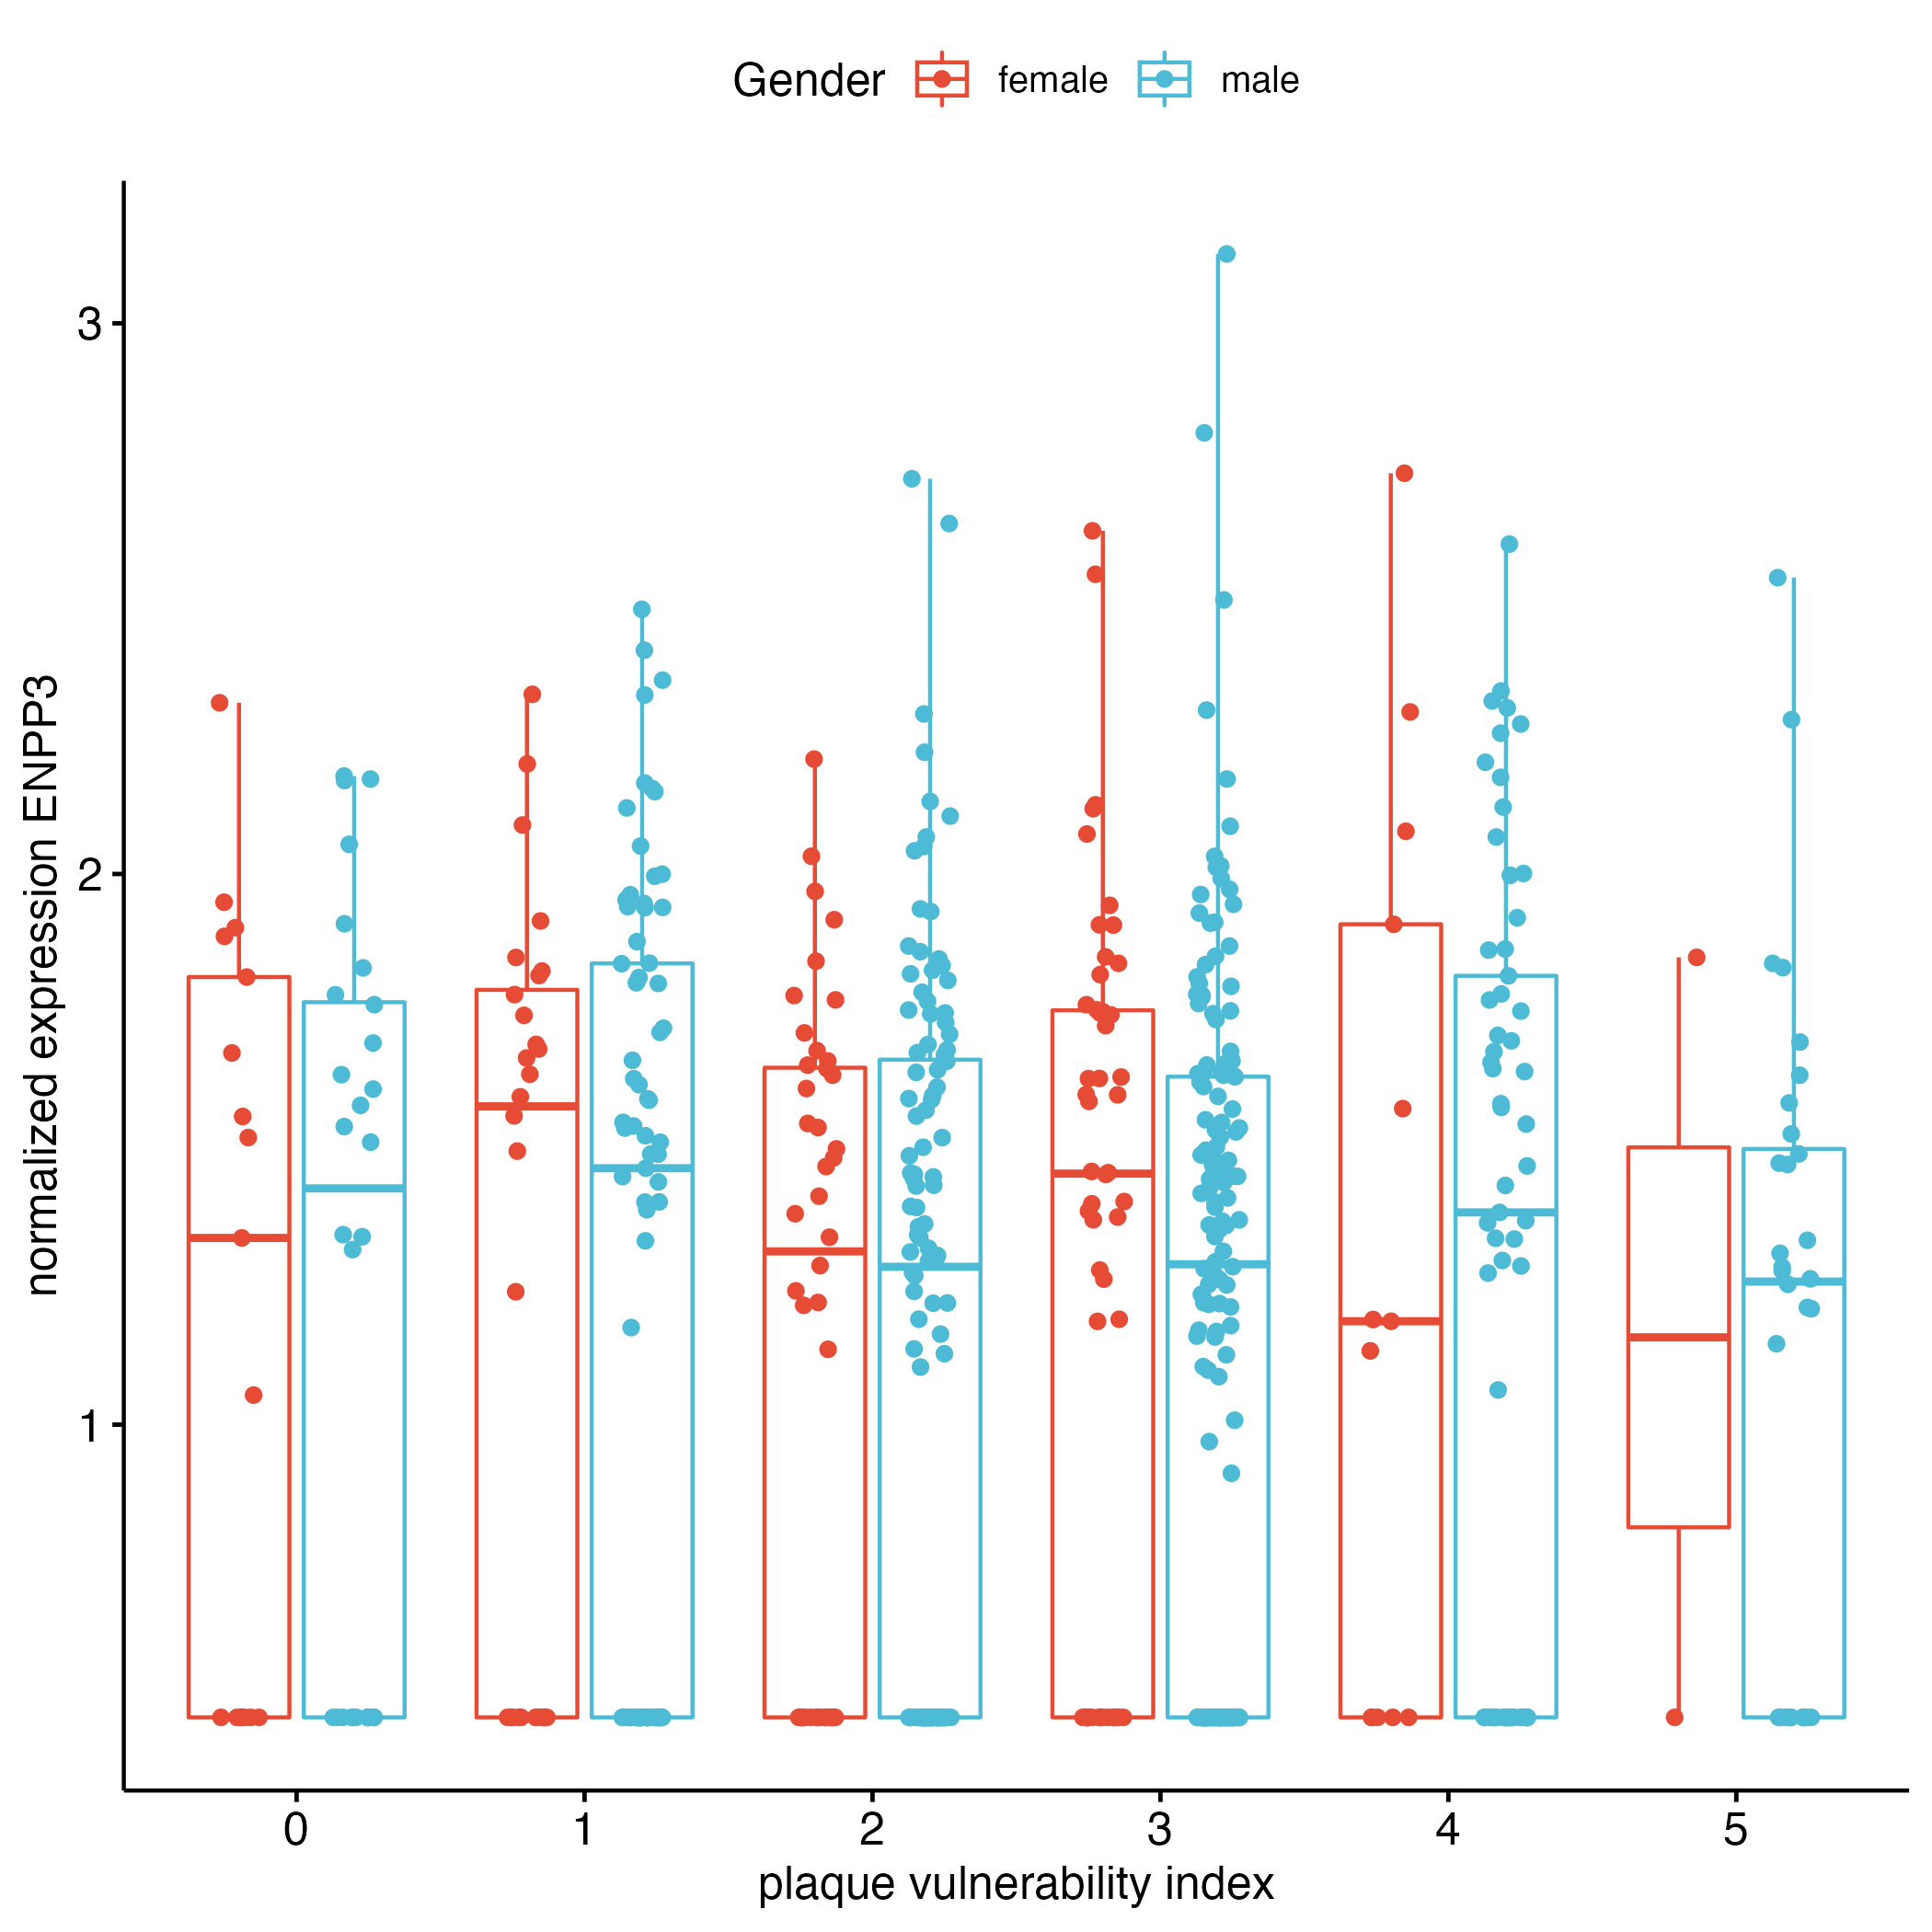 Gender female male
normalized expression ENPP3
3
2
1
0 1 2 3 4 5
plaque vulnerability index